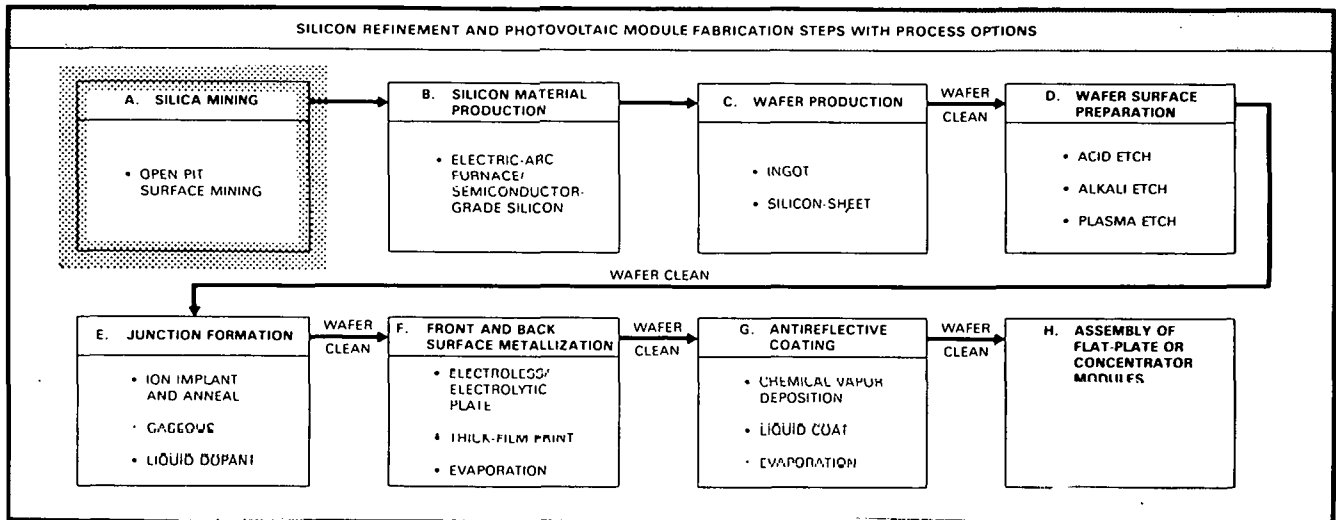 SILICON REFINEMENT AND PHOTOVOLTAIC MODULE FABRICATION STEPS WITH PROCESS OPTIONS
A. SILICA MINING
• OPEN PIT
SURFACE MINING
B. SILICON MATERIAL
PRODUCTION
• ELECTRIC-ARC
FURNACE/
SEMICONDUCTOR-
GRADE SILICON
C. WAFER PRODUCTION
• INGOT
• SILICON-SHEET
WAFER
CLEAN
D. WAFER SURFACE
PREPARATION
• ACID ETCH
• ALKALI ETCH
• PLASMA ETCH
WAFER CLEAN
E. JUNCTION FORMATION
• ION IMPLANT
AND ANNEAL
• GASEOUS
• LIQUID DOPANT
WAFER
CLEAN
F. FRONT AND BACK
SURFACE METALLIZATION
• ELECTROLESS/
ELECTROLYTIC
PLATE
• THICK-FILM PRINT
• EVAPORATION
WAFER
CLEAN
G. ANTIREFLECTIVE
COATING
• CHEMICAL VAPOR
DEPOSITION
• LIQUID COAT
• EVAPORATION
WAFER
CLEAN
H. ASSEMBLY OF
FLAT-PLATE OR
CONCENTRATOR
MODULES